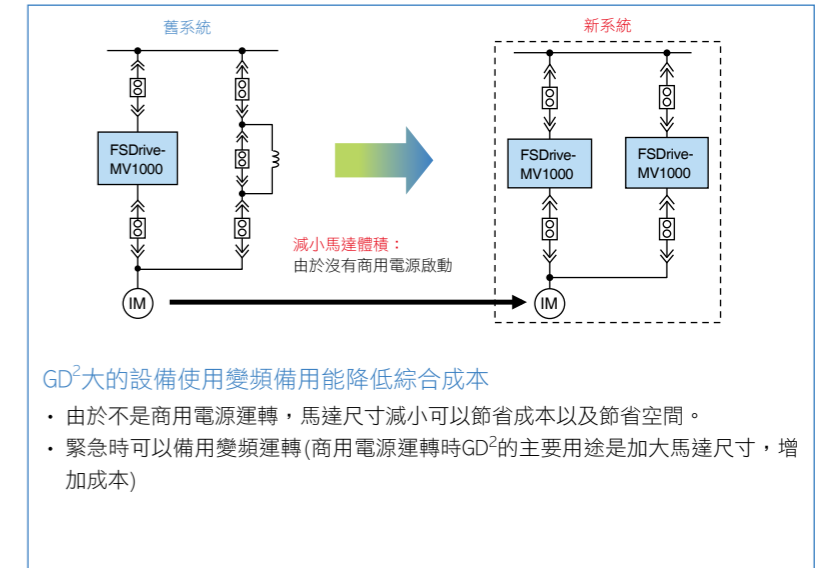 舊系統
新系統
FSDrive-
MV1000
FSDrive-
MV1000
FSDrive-
MV1000
減小馬達體積：
由於沒有商用電源啟動
IM
IM
GD²大的設備使用變頻備用能降低綜合成本
・由於不是商用電源運轉，馬達尺寸減小可以節省成本以及節省空間。
・緊急時可以備用變頻運轉(商用電源運轉時GD²的主要用途是加大馬達尺寸，增
加成本)